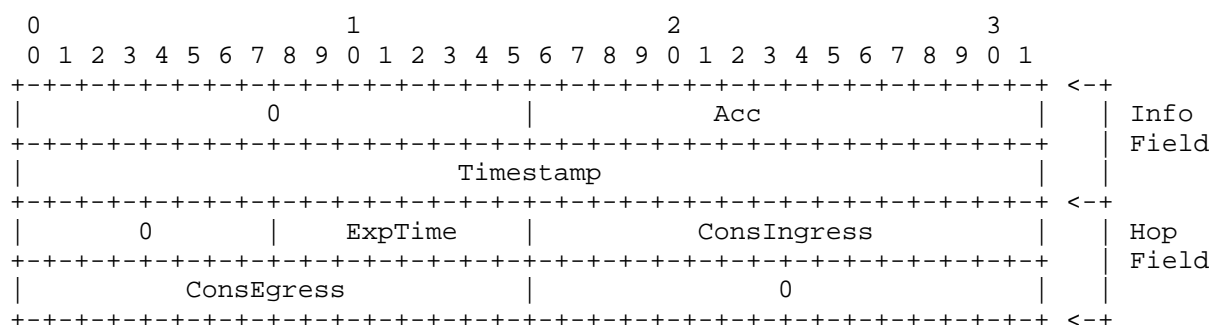 0                   1                   2                   3
 0 1 2 3 4 5 6 7 8 9 0 1 2 3 4 5 6 7 8 9 0 1 2 3 4 5 6 7 8 9 0 1
+-+-+-+-+-+-+-+-+-+-+-+-+-+-+-+-+-+-+-+-+-+-+-+-+-+-+-+-+-+-+-+-+ <-+
|               0               |           Acc                 |   | Info
+-+-+-+-+-+-+-+-+-+-+-+-+-+-+-+-+-+-+-+-+-+-+-+-+-+-+-+-+-+-+-+-+   | Field
|                           Timestamp                           |   |
+-+-+-+-+-+-+-+-+-+-+-+-+-+-+-+-+-+-+-+-+-+-+-+-+-+-+-+-+-+-+-+-+ <-+
|       0       |    ExpTime    |          ConsIngress          |   | Hop
+-+-+-+-+-+-+-+-+-+-+-+-+-+-+-+-+-+-+-+-+-+-+-+-+-+-+-+-+-+-+-+-+   | Field
|          ConsEgress           |               0               |   |
+-+-+-+-+-+-+-+-+-+-+-+-+-+-+-+-+-+-+-+-+-+-+-+-+-+-+-+-+-+-+-+-+ <-+